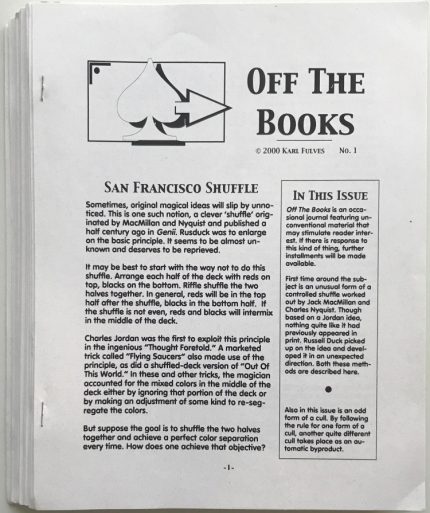 OFF THE
BOOKS
© 2000 KARL FULVES No. 1
SAN FRANCISCO SHUFFLE
Sometimes, original magical ideas will slip by unno-
ticed. This is one such notion, a clever 'shuffle' orig-
inated by MacMillan and Nyquist and published a
half century ago in Genii. Rusduck was to enlarge
on the basic principle. It seems to be almost un-
known and deserves to be reprieved.
It may be best to start with the way not to do this
shuffle. Arrange each half of the deck with reds on
top, blacks on the bottom. Riffle shuffle the two
halves together. In general, reds will be in the top
half after the shuffle, blacks in the bottom half. If
the shuffle is not even, reds and blacks will intermix
in the middle of the deck.
Charles Jordan was the first to exploit this principle
in the ingenious "Thought Foretold." A marketed
trick called "Flying Saucers" also made use of the
principle, as did a shuffled-deck version of "Out Of
This World." In these and other tricks, the magician
accounted for the mixed colors in the middle of the
deck either by ignoring that portion of the deck or
by making an adjustment of some kind to re-seg-
regate the colors.
But suppose the goal is to shuffle the two halves
together and achieve a perfect color separation
every time. How does one achieve that objective?
IN THIS ISSUE
Off The Books is an occa-
sional journal featuring un-
conventional material that
may stimulate reader inter-
est. If there is response to
this kind of thing, further
installments will be made
available.
First time around the sub-
ject is an unusual form of a
controlled shuffle worked
out by Jack MacMillan and
Charles Nyquist. Though
based on a Jordan idea,
nothing quite like it had
previously appeared in
print. Russell Duck picked
up on the idea and devel-
oped it in an unexpected
direction. Both these meth-
ods are described here.
Also in this issue is an odd
form of a cull. By following
the rule for one form of a
cull, another quite different
cull takes place as an au-
tomatic byproduct.
-1-